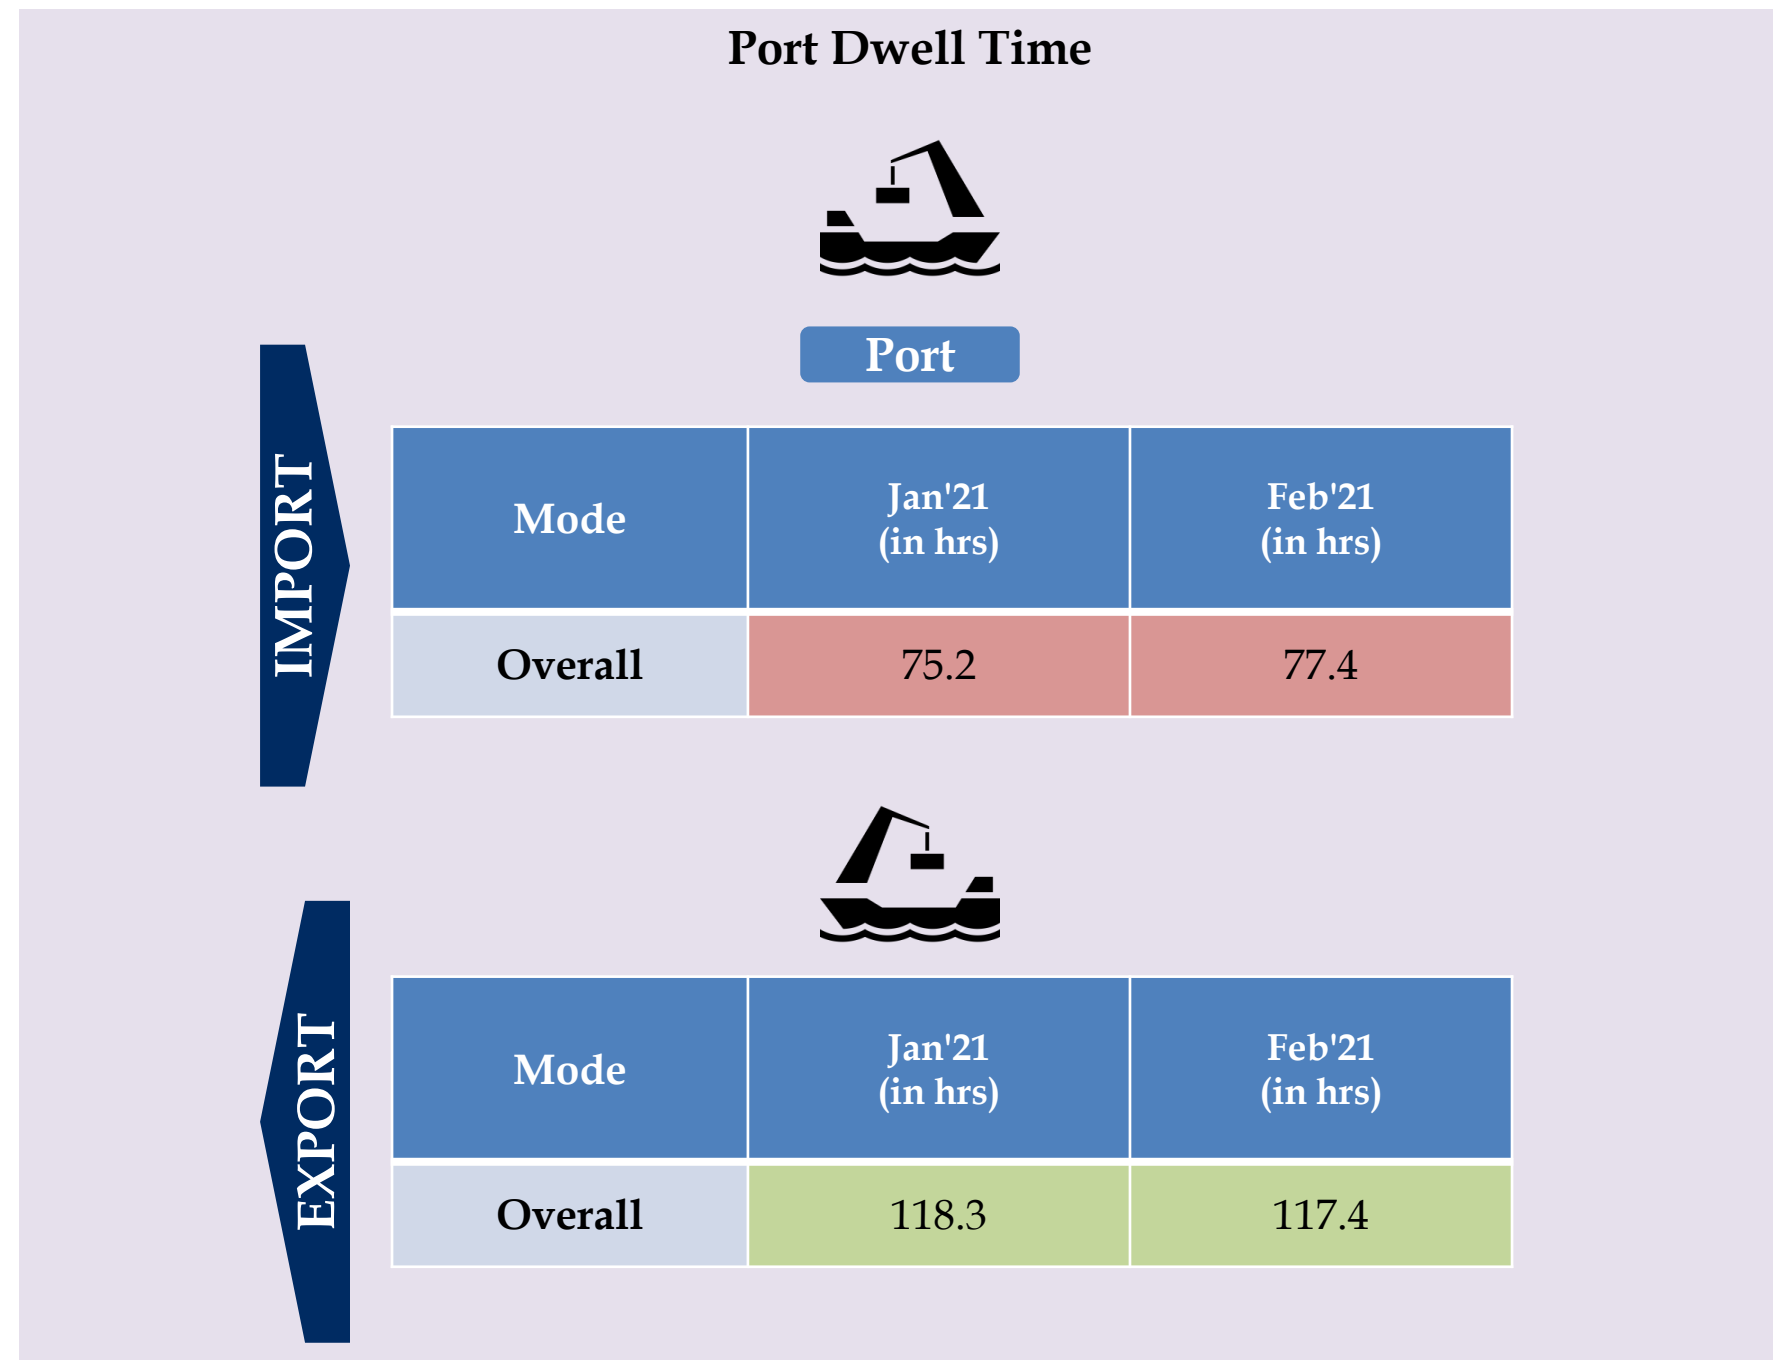 Port Dwell Time
Port
IMPORT
Mode
Jan'21
(in hrs)
Feb'21
(in hrs)
Overall
75.2
77.4
EXPORT
Mode
Jan'21
(in hrs)
Feb'21
(in hrs)
Overall
118.3
117.4